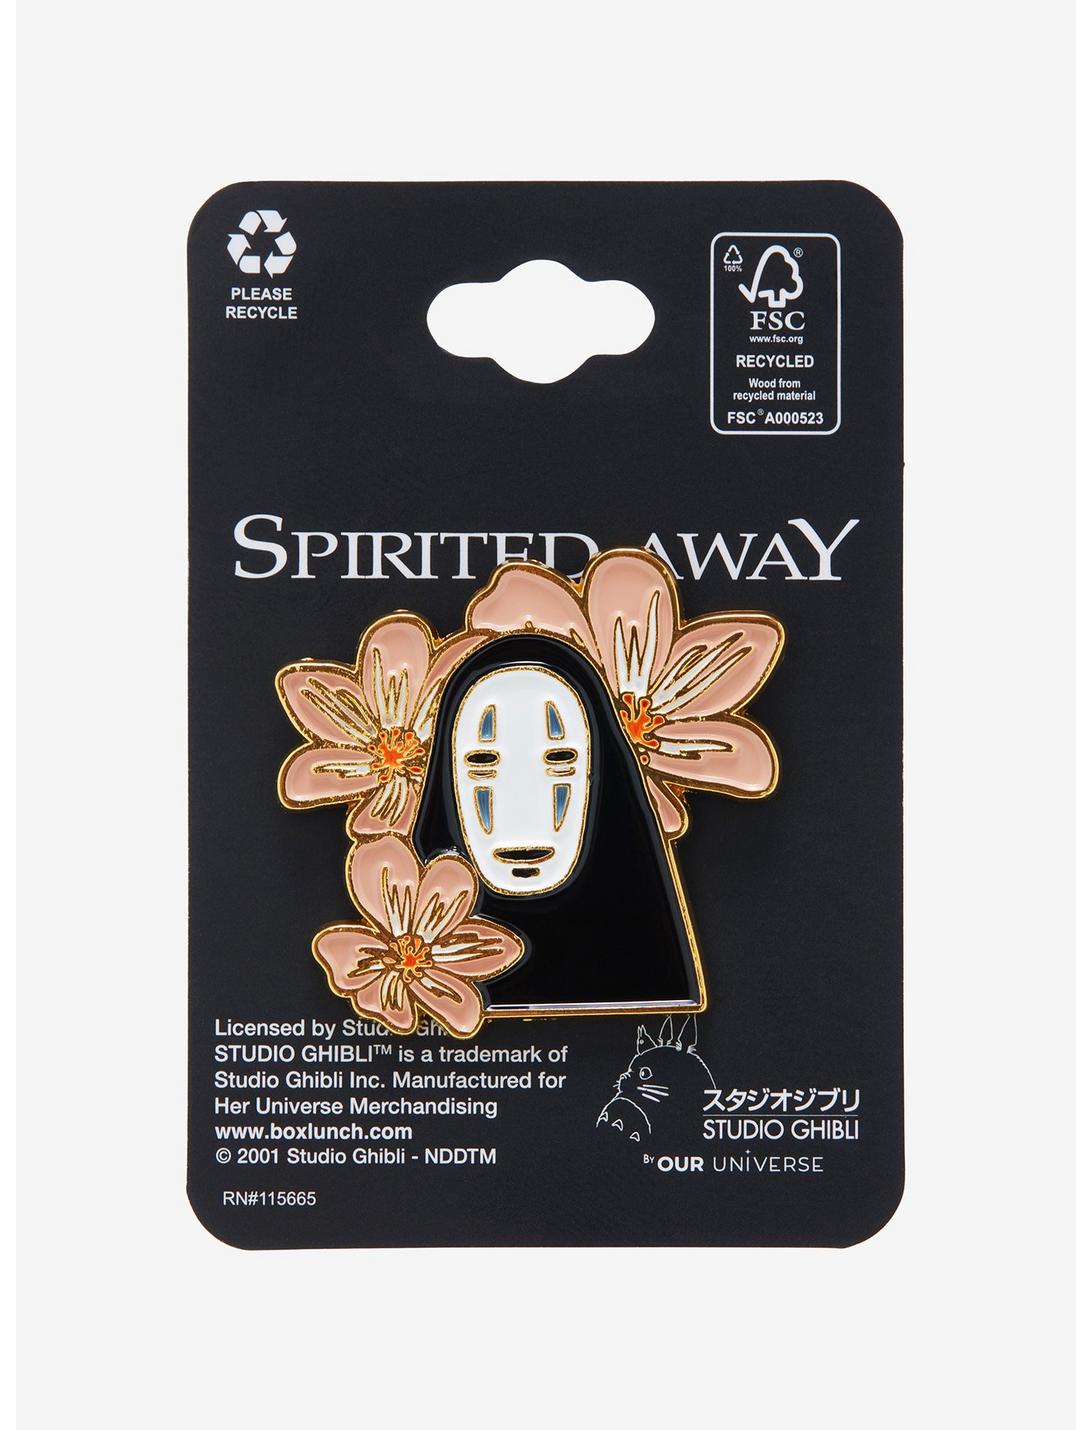 PLEASE
RECYCLE
100%
®
FSC
www.fsc.org
RECYCLED
Wood from
recycled material
FSC® A000523
SPIRITED AWAY
Licensed by Studio Ghibli
STUDIO GHIBLI™ is a trademark of
Studio Ghibli Inc. Manufactured for
Her Universe Merchandising
www.boxlunch.com
© 2001 Studio Ghibli - NDDTM
RN#115665
スタジオジブリ
STUDIO GHIBLI
BY OUR UNIVERSE